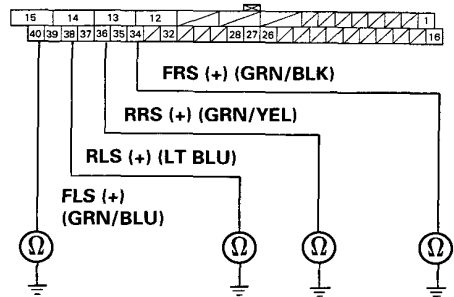 15 14 13 12 1
40 39 38 37 36 35 34 32 28 27 26 16
FRS (+) (GRN/BLK)
RRS (+) (GRN/YEL)
RLS (+) (LT BLU)
FLS (+)
(GRN/BLU)
Ω Ω Ω Ω